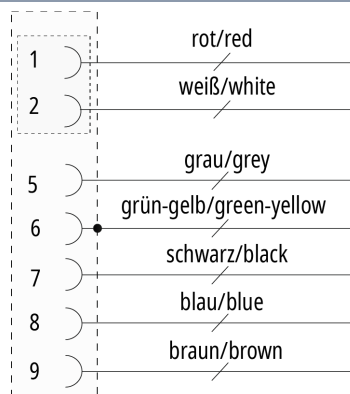 1 rot/red
2 weiß/white
5 grau/grey
6 grün-gelb/green-yellow
7 schwarz/black
8 blau/blue
9 braun/brown